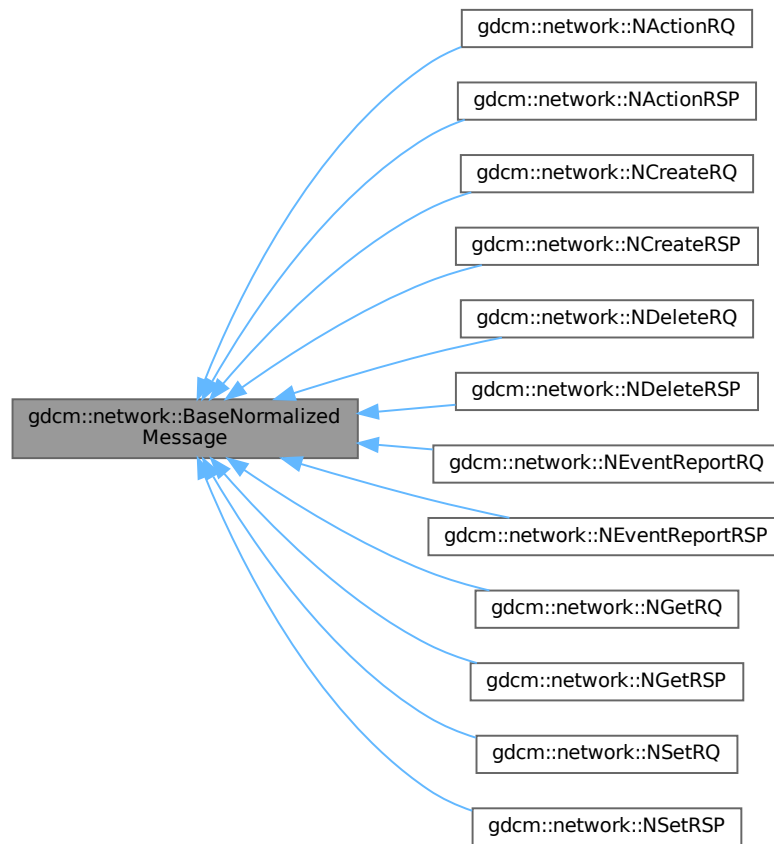 gdcm::network::NActionRQ
gdcm::network::NActionRSP
gdcm::network::NCreateRQ
gdcm::network::NCreateRSP
gdcm::network::NDeleteRQ
gdcm::network::NDeleteRSP
gdcm::network::BaseNormalized
Message
gdcm::network::NEventReportRQ
gdcm::network::NEventReportRSP
gdcm::network::NGetRQ
gdcm::network::NGetRSP
gdcm::network::NSetRQ
gdcm::network::NSetRSP